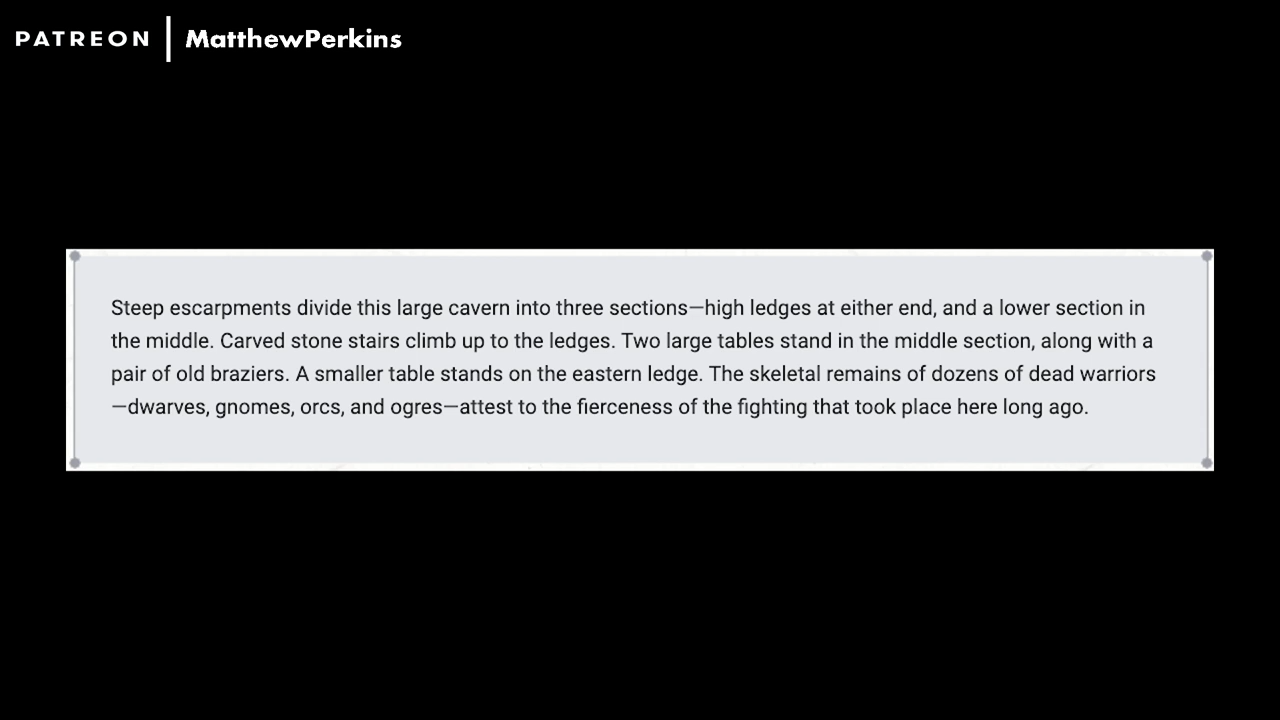 PATREON | MatthewPerkins
Steep escarpments divide this large cavern into three sections—high ledges at either end, and a lower section in
the middle. Carved stone stairs climb up to the ledges. Two large tables stand in the middle section, along with a
pair of old braziers. A smaller table stands on the eastern ledge. The skeletal remains of dozens of dead warriors
—dwarves, gnomes, orcs, and ogres—attest to the fierceness of the fighting that took place here long ago.